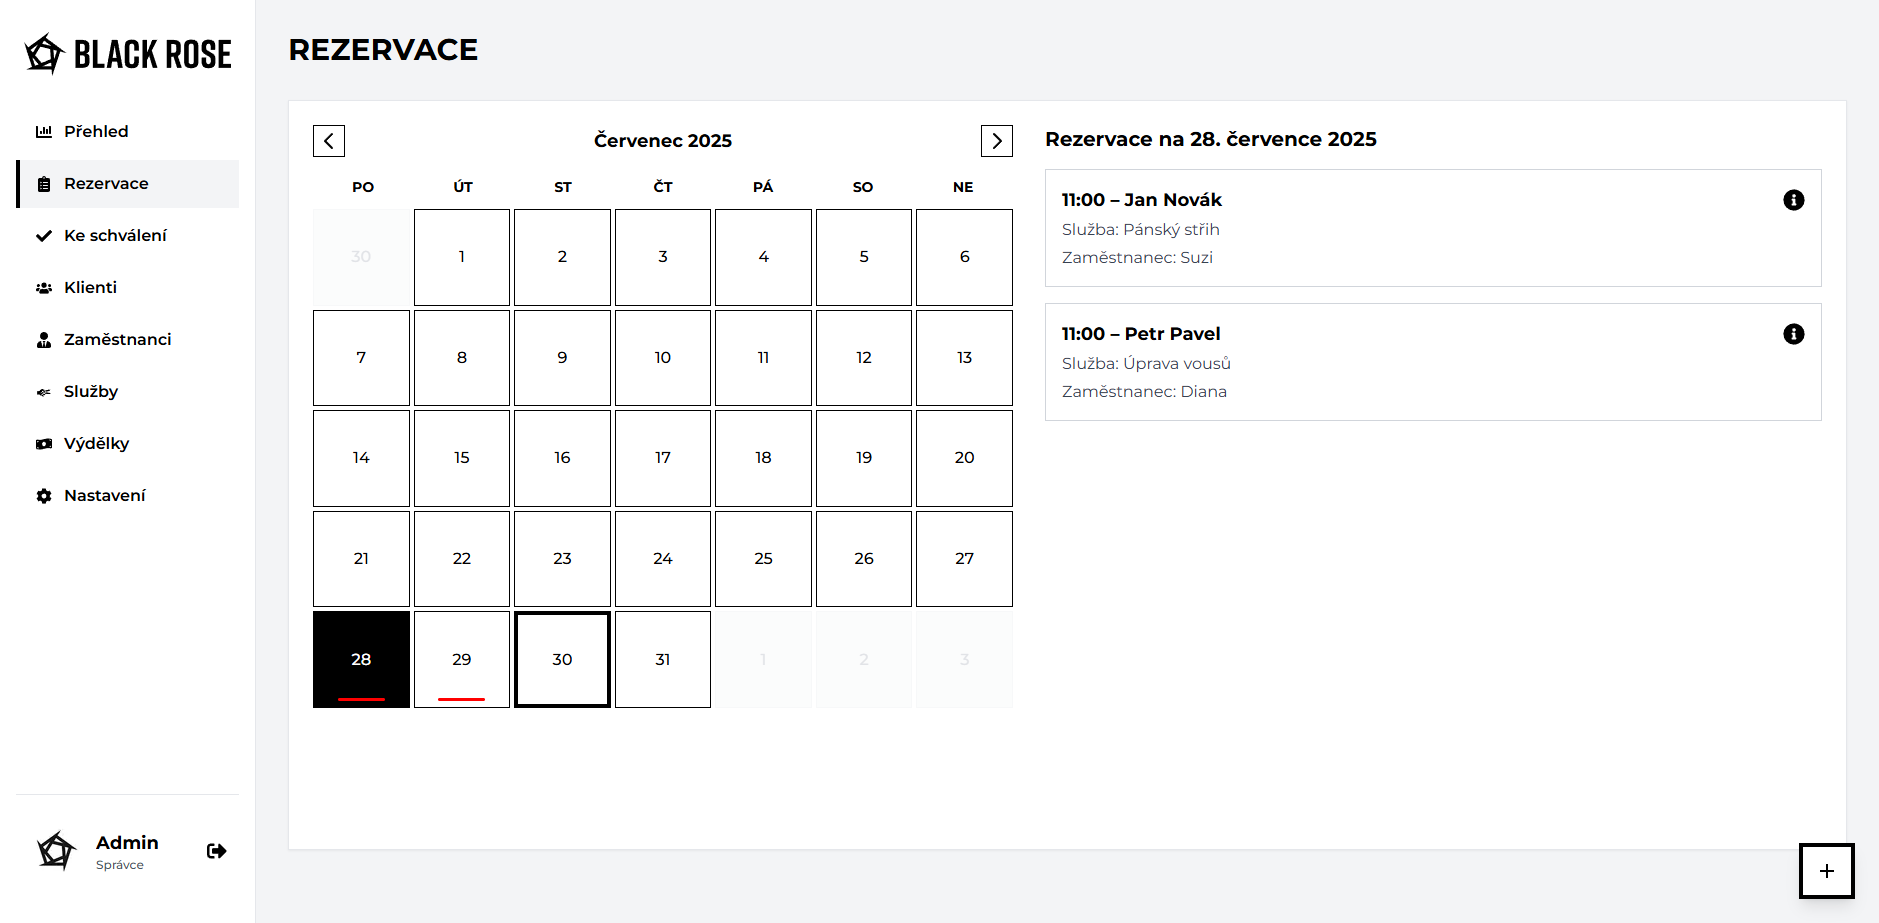 BLACK ROSE
Přehled
Rezervace
Ke schválení
Klienti
Zaměstnanci
Služby
Výdělky
Nastavení
Admin
Správce
REZERVACE
Červenec 2025
PO ÚT ST ČT PÁ SO NE
30 1 2 3 4 5 6
7 8 9 10 11 12 13
14 15 16 17 18 19 20
21 22 23 24 25 26 27
28 29 30 31 1 2 3
Rezervace na 28. července 2025
11:00 – Jan Novák
Služba: Pánský střih
Zaměstnanec: Suzi
11:00 – Petr Pavel
Služba: Úprava vousů
Zaměstnanec: Diana
+